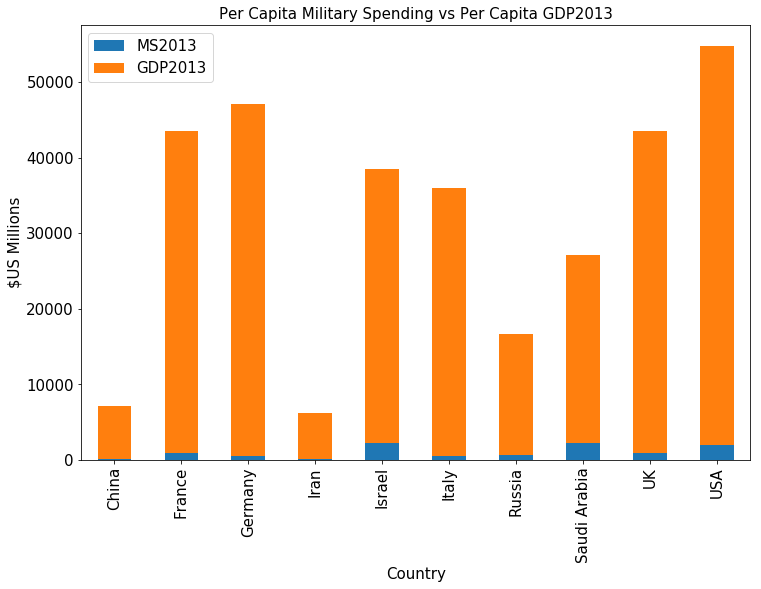 Per Capita Military Spending vs Per Capita GDP2013
MS2013
GDP2013
$US Millions
50000
40000
30000
20000
10000
0
China
France
Germany
Iran
Israel
Italy
Russia
Saudi Arabia
UK
USA
Country